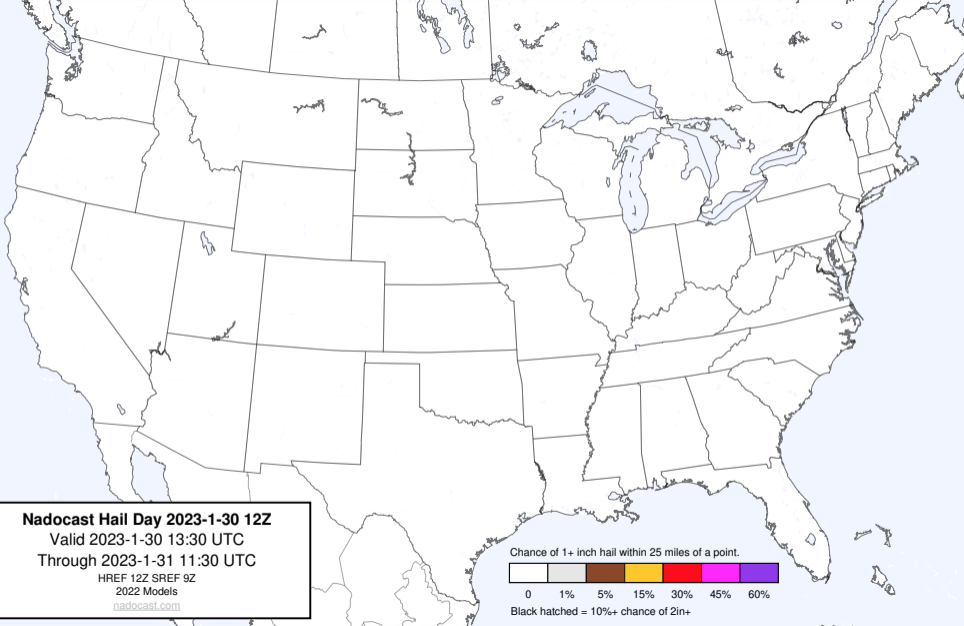 Nadocast Hail Day 2023-1-30 12Z
Valid 2023-1-30 13:30 UTC
Through 2023-1-31 11:30 UTC
HREF 12Z SREF 9Z
2022 Models
nadocast.com
Chance of 1+ inch hail within 25 miles of a point.
0 1% 5% 15% 30% 45% 60%
Black hatched = 10%+ chance of 2in+